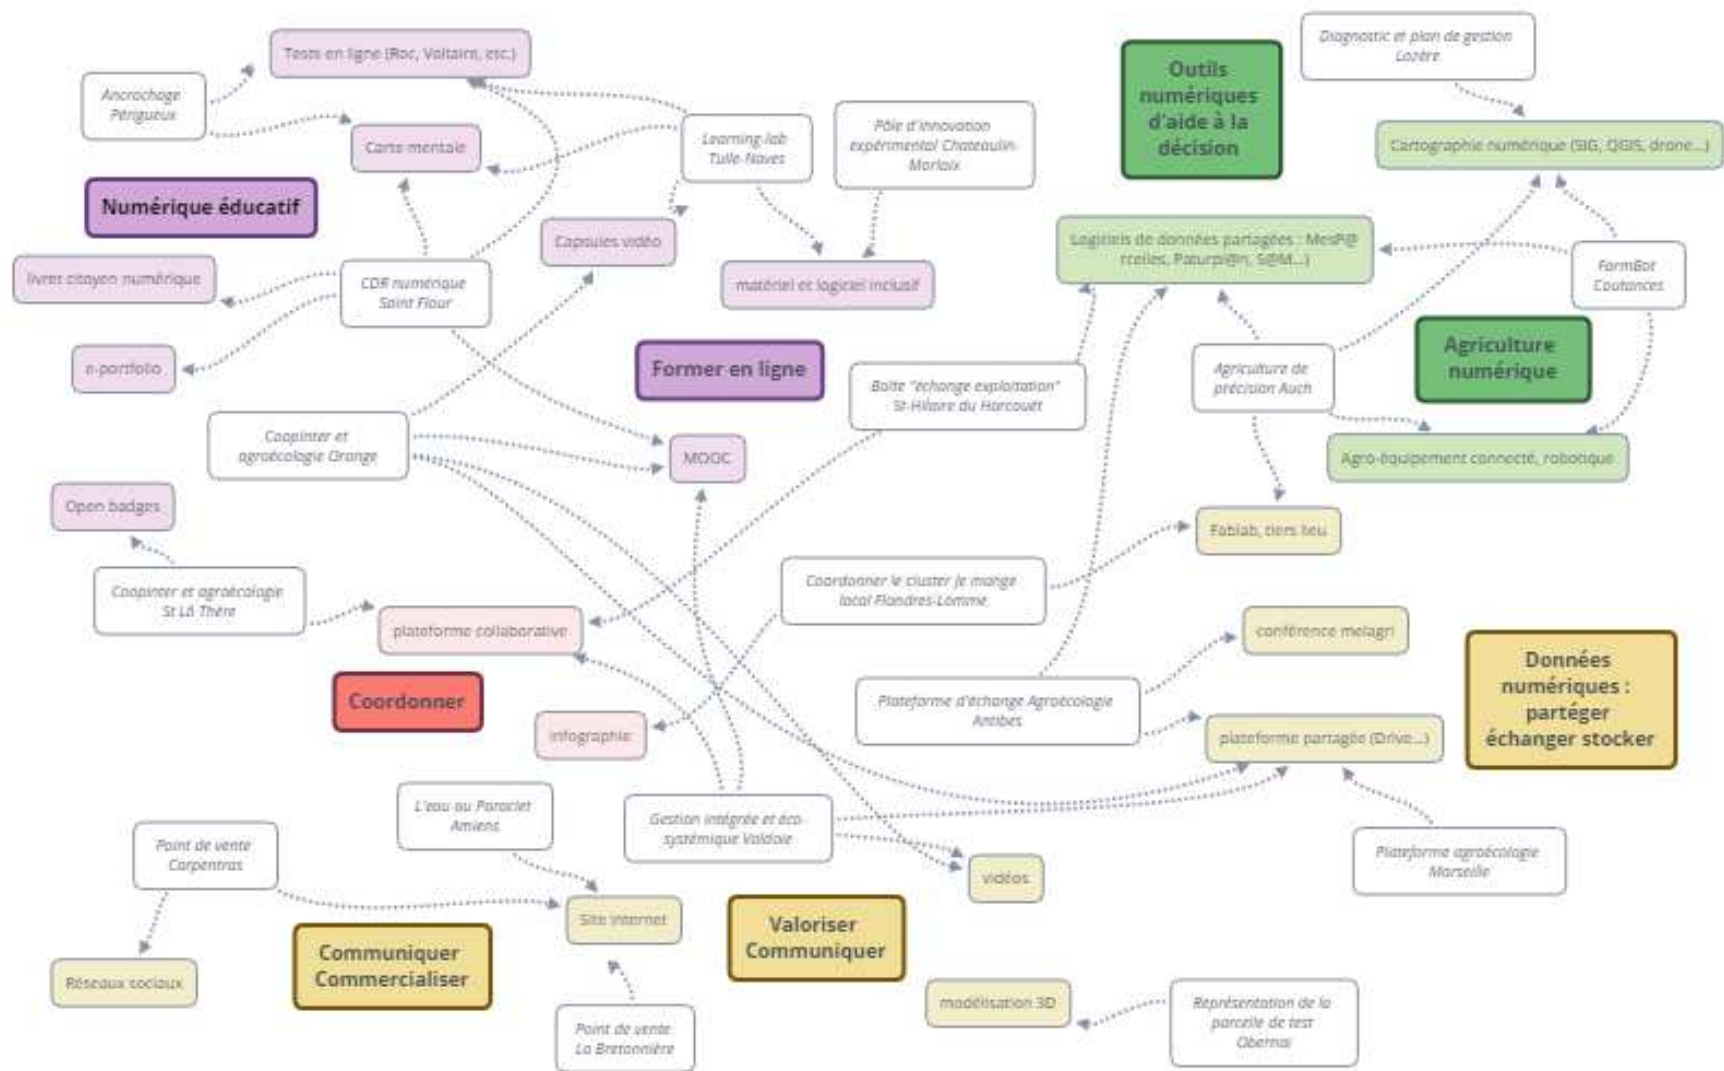 Tests en ligne (Roc, Voltaire, etc.)
Ancrochage
Périgueux
Carte mentale
Learning-lab
Tulle-Naves
Pôle d'innovation
expérimental Chateaulin-
Morlaix
Outils
numériques
d'aide à la
décision
Diagnostic et plan de gestion
Lozère
Cartographie numérique (SIG, QGIS, drone...)
Numérique éducatif
Capsules vidéo
Logiciels de données partagées : MesP@
rcelles, Paturpl@n, S@M...)
livret citoyen numérique
CDR numérique
Saint Flour
matériel et logiciel inclusif
FarmBot
Coutances
e-portfolio
Former en ligne
Boîte "échange exploitation"
St-Hilaire du Harcouët
Agriculture de
précision Auch
Agriculture
numérique
Coopinter et
agroécologie Orange
MOOC
Agro-équipement connecté, robotique
Open badges
Fablab, tiers lieu
Coopinter et agroécologie
St Lô Thère
Coordonner le cluster je mange
local Flandres-Lomme
plateforme collaborative
conférence melagri
Coordonner
Plateforme d'échange Agroécologie
Antibes
Données
numériques :
partéger
échanger stocker
infographie
plateforme partagée (Drive...)
L'eau au Paraclet
Amiens
Gestion intégrée et éco-
systémique Valdoie
Point de vente
Carpentras
Plateforme agroécologie
Marseille
vidéos
Site internet
Valoriser
Communiquer
Communiquer
Commercialiser
Réseaux sociaux
modélisation 3D
Représentation de la
parcelle de test
Obernai
Point de vente
La Bretonnière